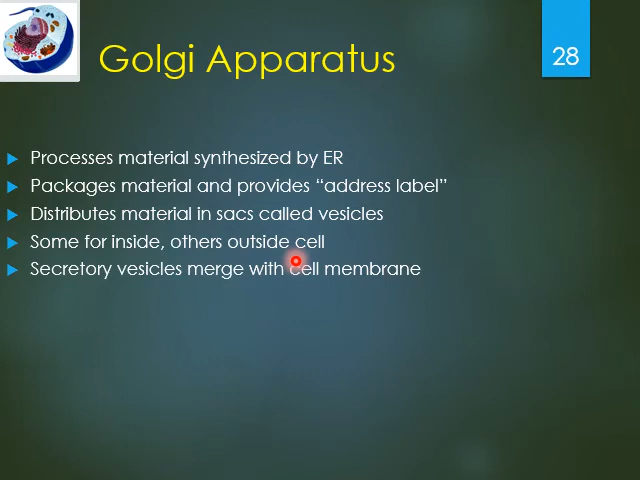 Golgi Apparatus
28
Processes material synthesized by ER
Packages material and provides “address label”
Distributes material in sacs called vesicles
Some for inside, others outside cell
Secretory vesicles merge with cell membrane